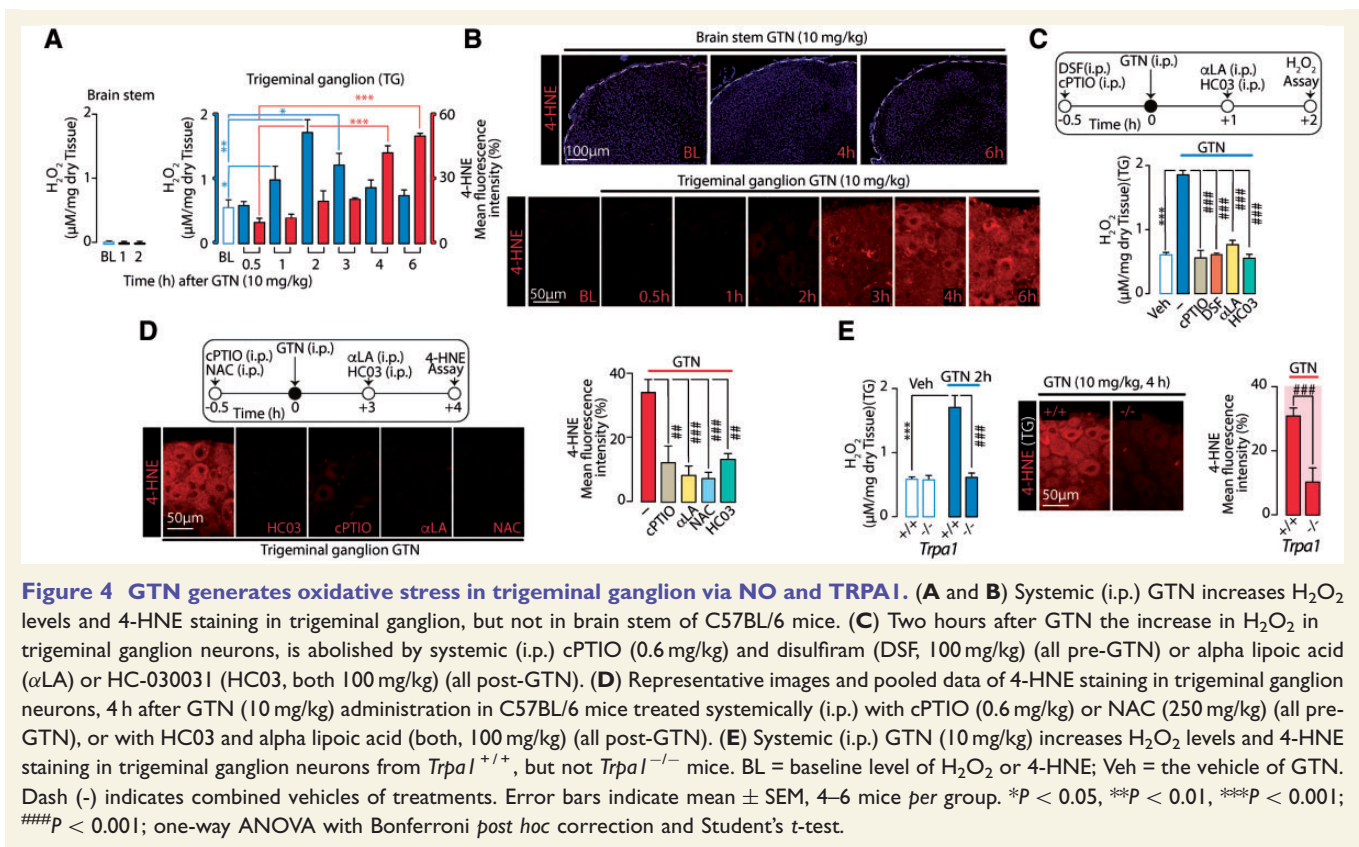 A
Brain stem
H₂O₂
(µM/mg dry Tissue)
2
1
0
BL 1 2
Trigeminal ganglion (TG)
H₂O₂
(µM/mg dry Tissue)
2
1
0
60
30
0
4-HNE
Mean fluorescence
intensity (%)
*
**
*
***
***
BL 0.5 1 2 3 4 6
Time (h) after GTN (10 mg/kg)
B
Brain stem GTN (10 mg/kg)
4-HNE
100µm
BL
4h
6h
Trigeminal ganglion GTN (10 mg/kg)
4-HNE
50µm
BL
0.5h
1h
2h
3h
4h
6h
C
DSF(i.p.)
cPTIO (i.p.)
GTN (i.p.)
αLA (i.p.)
HC03 (i.p.)
H₂O₂
Assay
-0.5 Time (h) 0 +1 +2
GTN
H₂O₂
(µM/mg dry Tissue)(TG)
2
1
0
***
###
###
###
###
Veh
–
cPTIO
DSF
αLA
HC03
D
cPTIO (i.p.)
NAC (i.p.)
GTN (i.p.)
αLA (i.p.)
HC03 (i.p.)
4-HNE
Assay
-0.5 Time (h) 0 +3 +4
4-HNE
50µm
HC03
cPTIO
αLA
NAC
Trigeminal ganglion GTN
GTN
4-HNE
Mean fluorescence
intensity (%)
40
20
0
##
###
###
##
–
cPTIO
αLA
NAC
HC03
E
Veh
GTN 2h
H₂O₂
(µM/mg dry Tissue)(TG)
2
1
0
***
###
+/+ -/- +/+ -/-
Trpa1
GTN (10 mg/kg, 4 h)
4-HNE (TG)
+/+
-/-
50µm
GTN
###
4-HNE
Mean fluorescence
intensity (%)
40
20
0
+/+ -/-
Trpa1
Figure 4 GTN generates oxidative stress in trigeminal ganglion via NO and TRPA1. (A and B) Systemic (i.p.) GTN increases H₂O₂
levels and 4-HNE staining in trigeminal ganglion, but not in brain stem of C57BL/6 mice. (C) Two hours after GTN the increase in H₂O₂ in
trigeminal ganglion neurons, is abolished by systemic (i.p.) cPTIO (0.6 mg/kg) and disulfiram (DSF, 100 mg/kg) (all pre-GTN) or alpha lipoic acid
(αLA) or HC-030031 (HC03, both 100 mg/kg) (all post-GTN). (D) Representative images and pooled data of 4-HNE staining in trigeminal ganglion
neurons, 4 h after GTN (10 mg/kg) administration in C57BL/6 mice treated systemically (i.p.) with cPTIO (0.6 mg/kg) or NAC (250 mg/kg) (all pre-
GTN), or with HC03 and alpha lipoic acid (both, 100 mg/kg) (all post-GTN). (E) Systemic (i.p.) GTN (10 mg/kg) increases H₂O₂ levels and 4-HNE
staining in trigeminal ganglion neurons from Trpa1⁺/⁺, but not Trpa1⁻/⁻ mice. BL = baseline level of H₂O₂ or 4-HNE; Veh = the vehicle of GTN.
Dash (-) indicates combined vehicles of treatments. Error bars indicate mean ± SEM, 4–6 mice per group. *P < 0.05, **P < 0.01, ***P < 0.001;
###P < 0.001; one-way ANOVA with Bonferroni post hoc correction and Student's t-test.